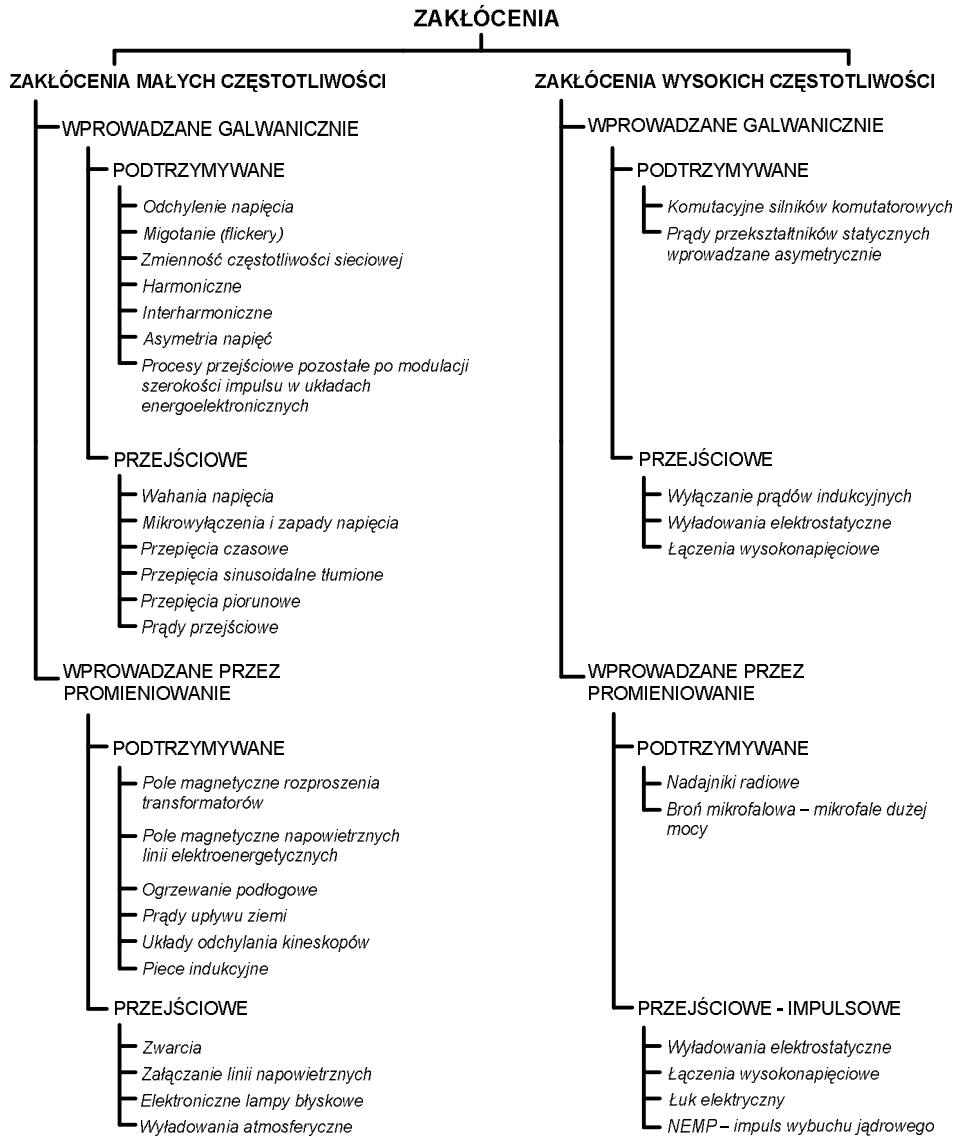 ZAKŁÓCENIA
ZAKŁÓCENIA MAŁYCH CZĘSTOTLIWOŚCI
WPROWADZANE GALWANICZNIE
PODTRZYMYWANE
Odchylenie napięcia
Migotanie (flickery)
Zmienność częstotliwości sieciowej
Harmoniczne
Interharmoniczne
Asymetria napięć
Procesy przejściowe pozostałe po modulacji
szerokości impulsu w układach
energoelektronicznych
PRZEJŚCIOWE
Wahania napięcia
Mikrowyłączenia i zapady napięcia
Przepięcia czasowe
Przepięcia sinusoidalne tłumione
Przepięcia piorunowe
Prądy przejściowe
WPROWADZANE PRZEZ
PROMIENIOWANIE
PODTRZYMYWANE
Pole magnetyczne rozproszenia
transformatorów
Pole magnetyczne napowietrznych
linii elektroenergetycznych
Ogrzewanie podłogowe
Prądy upływu ziemi
Układy odchylania kineskopów
Piece indukcyjne
PRZEJŚCIOWE
Zwarcia
Załączanie linii napowietrznych
Elektroniczne lampy błyskowe
Wyładowania atmosferyczne
ZAKŁÓCENIA WYSOKICH CZĘSTOTLIWOŚCI
WPROWADZANE GALWANICZNIE
PODTRZYMYWANE
Komutacyjne silników komutatorowych
Prądy przekształtników statycznych
wprowadzane asymetrycznie
PRZEJŚCIOWE
Wyłączanie prądów indukcyjnych
Wyładowania elektrostatyczne
Łączenia wysokonapięciowe
WPROWADZANE PRZEZ
PROMIENIOWANIE
PODTRZYMYWANE
Nadajniki radiowe
Broń mikrofalowa – mikrofale dużej
mocy
PRZEJŚCIOWE - IMPULSOWE
Wyładowania elektrostatyczne
Łączenia wysokonapięciowe
Łuk elektryczny
NEMP – impuls wybuchu jądrowego